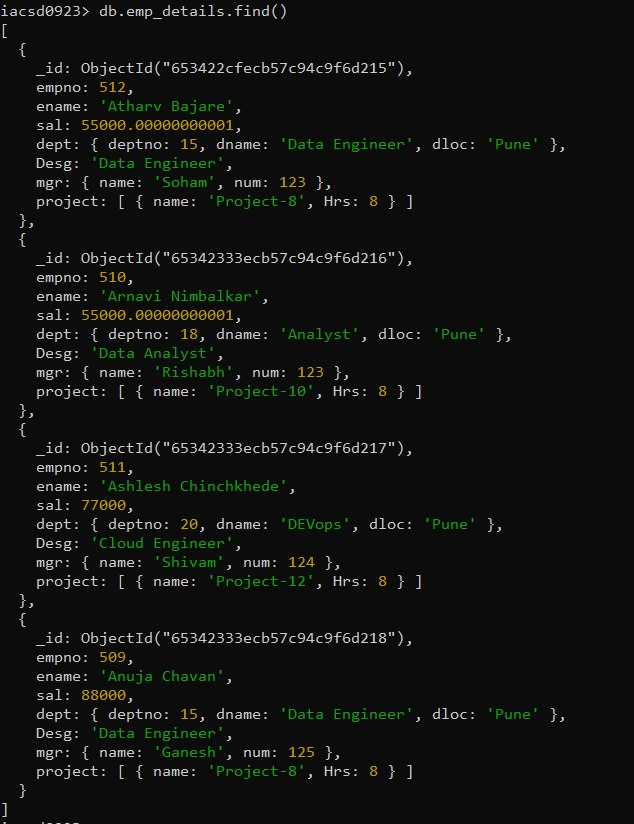 iacsd0923> db.emp_details.find()
[
  {
    _id: ObjectId("653422cfecb57c94c9f6d215"),
    empno: 512,
    ename: 'Atharv Bajare',
    sal: 55000.00000000001,
    dept: { deptno: 15, dname: 'Data Engineer', dloc: 'Pune' },
    Desg: 'Data Engineer',
    mgr: { name: 'Soham', num: 123 },
    project: [ { name: 'Project-8', Hrs: 8 } ]
  },
  {
    _id: ObjectId("65342333ecb57c94c9f6d216"),
    empno: 510,
    ename: 'Arnavi Nimbalkar',
    sal: 55000.00000000001,
    dept: { deptno: 18, dname: 'Analyst', dloc: 'Pune' },
    Desg: 'Data Analyst',
    mgr: { name: 'Rishabh', num: 123 },
    project: [ { name: 'Project-10', Hrs: 8 } ]
  },
  {
    _id: ObjectId("65342333ecb57c94c9f6d217"),
    empno: 511,
    ename: 'Ashlesh Chinchkhede',
    sal: 77000,
    dept: { deptno: 20, dname: 'DEVops', dloc: 'Pune' },
    Desg: 'Cloud Engineer',
    mgr: { name: 'Shivam', num: 124 },
    project: [ { name: 'Project-12', Hrs: 8 } ]
  },
  {
    _id: ObjectId("65342333ecb57c94c9f6d218"),
    empno: 509,
    ename: 'Anuja Chavan',
    sal: 88000,
    dept: { deptno: 15, dname: 'Data Engineer', dloc: 'Pune' },
    Desg: 'Data Engineer',
    mgr: { name: 'Ganesh', num: 125 },
    project: [ { name: 'Project-8', Hrs: 8 } ]
  }
]